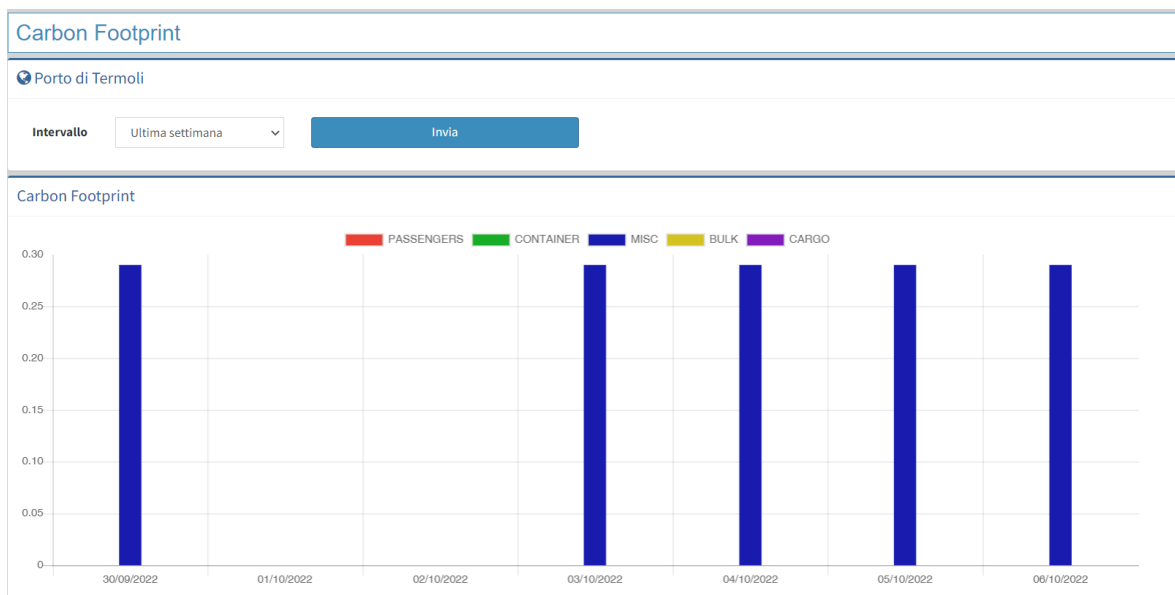 Carbon Footprint
Porto di Termoli
Intervallo Ultima settimana Invia
Carbon Footprint
PASSENGERS CONTAINER MISC BULK CARGO
0.30
0.25
0.20
0.15
0.10
0.05
0
30/09/2022 01/10/2022 02/10/2022 03/10/2022 04/10/2022 05/10/2022 06/10/2022